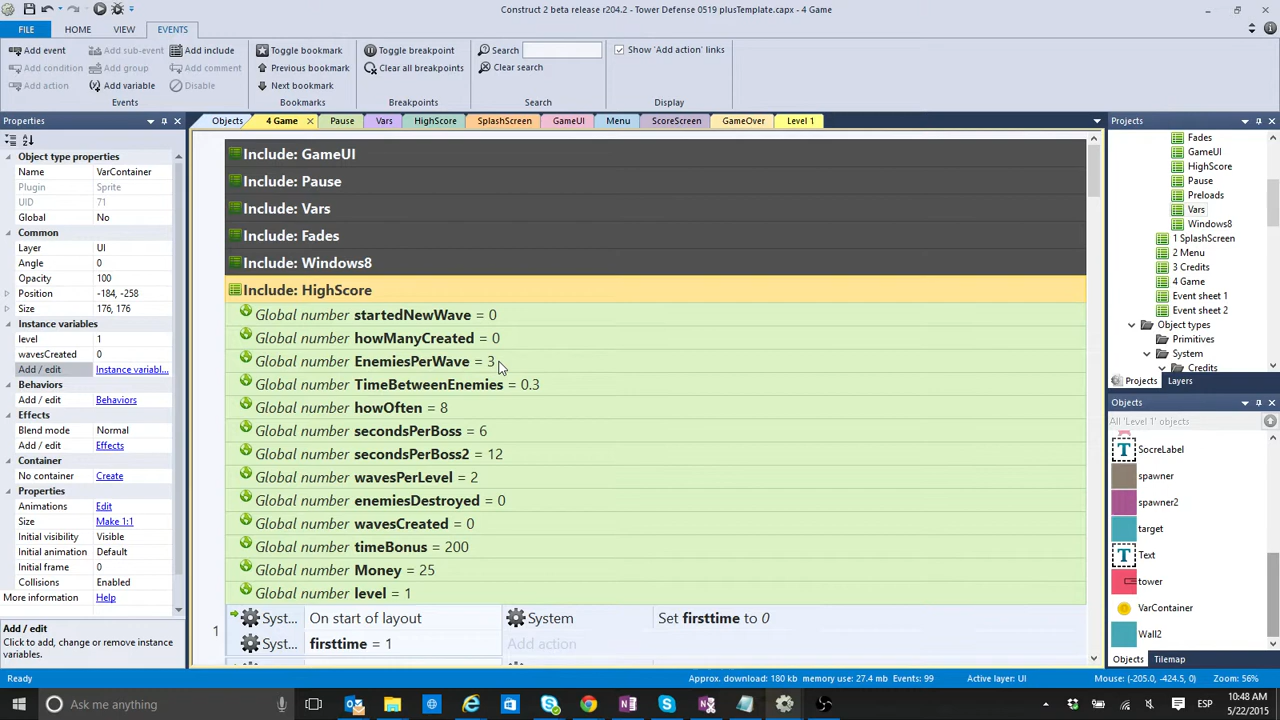 Construct 2 beta release r204.2 - Tower Defense 0519 plusTemplate.capx - 4 Game
FILE HOME VIEW EVENTS
Add event Add sub-event Add include Toggle bookmark Toggle breakpoint Search Show 'Add action' links
Add condition Add group Add comment Previous bookmark Clear all breakpoints Clear search
Add action Add variable Disable Next bookmark
Events Bookmarks Breakpoints Search Display
Properties Objects 4 Game Pause Vars HighScore SplashScreen GameUI Menu ScoreScreen GameOver Level 1 Projects
Object type properties
Name VarContainer
Plugin Sprite
UID 71
Global No
Common
Layer UI
Angle 0
Opacity 100
Position -184, -258
Size 176, 176
Instance variables
level 1
wavesCreated 0
Add / edit Instance variabl...
Behaviors
Add / edit Behaviors
Effects
Blend mode Normal
Add / edit Effects
Container
No container Create
Properties
Animations Edit
Size Make 1:1
Initial visibility Visible
Initial animation Default
Initial frame 0
Collisions Enabled
More information Help
Add / edit
Click to add, change or remove instance
variables.
Include: GameUI
Include: Pause
Include: Vars
Include: Fades
Include: Windows8
Include: HighScore
Global number startedNewWave = 0
Global number howManyCreated = 0
Global number EnemiesPerWave = 3
Global number TimeBetweenEnemies = 0.3
Global number howOften = 8
Global number secondsPerBoss = 6
Global number secondsPerBoss2 = 12
Global number wavesPerLevel = 2
Global number enemiesDestroyed = 0
Global number wavesCreated = 0
Global number timeBonus = 200
Global number Money = 25
Global number level = 1
1 Syst... On start of layout System Set firsttime to 0
Syst... firsttime = 1 Add action
Fades
GameUI
HighScore
Pause
Preloads
Vars
Windows8
1 SplashScreen
2 Menu
3 Credits
4 Game
Event sheet 1
Event sheet 2
Object types
Primitives
System
Credits
Projects Layers
Objects
All 'Level 1' objects
SocreLabel
spawner
spawner2
target
Text
tower
VarContainer
Wall2
Objects Tilemap
Ready Approx. download: 180 kb memory use: 27.4 mb Events: 99 Active layer: UI Mouse: (-205.0, -424.5, 0) Zoom: 56%
Ask me anything ESP 10:48 AM
5/22/2015